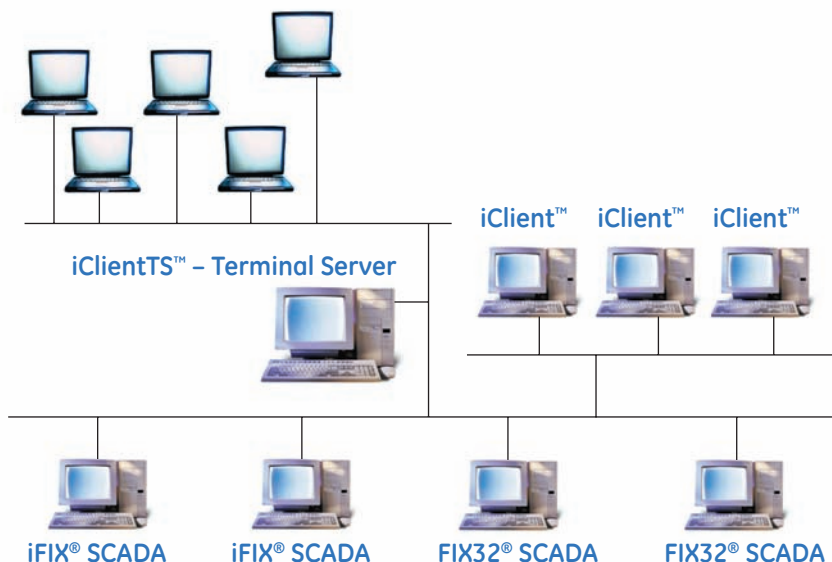 iClient™ iClient™ iClient™
iClientTS™ – Terminal Server
iFIX® SCADA iFIX® SCADA FIX32® SCADA FIX32® SCADA